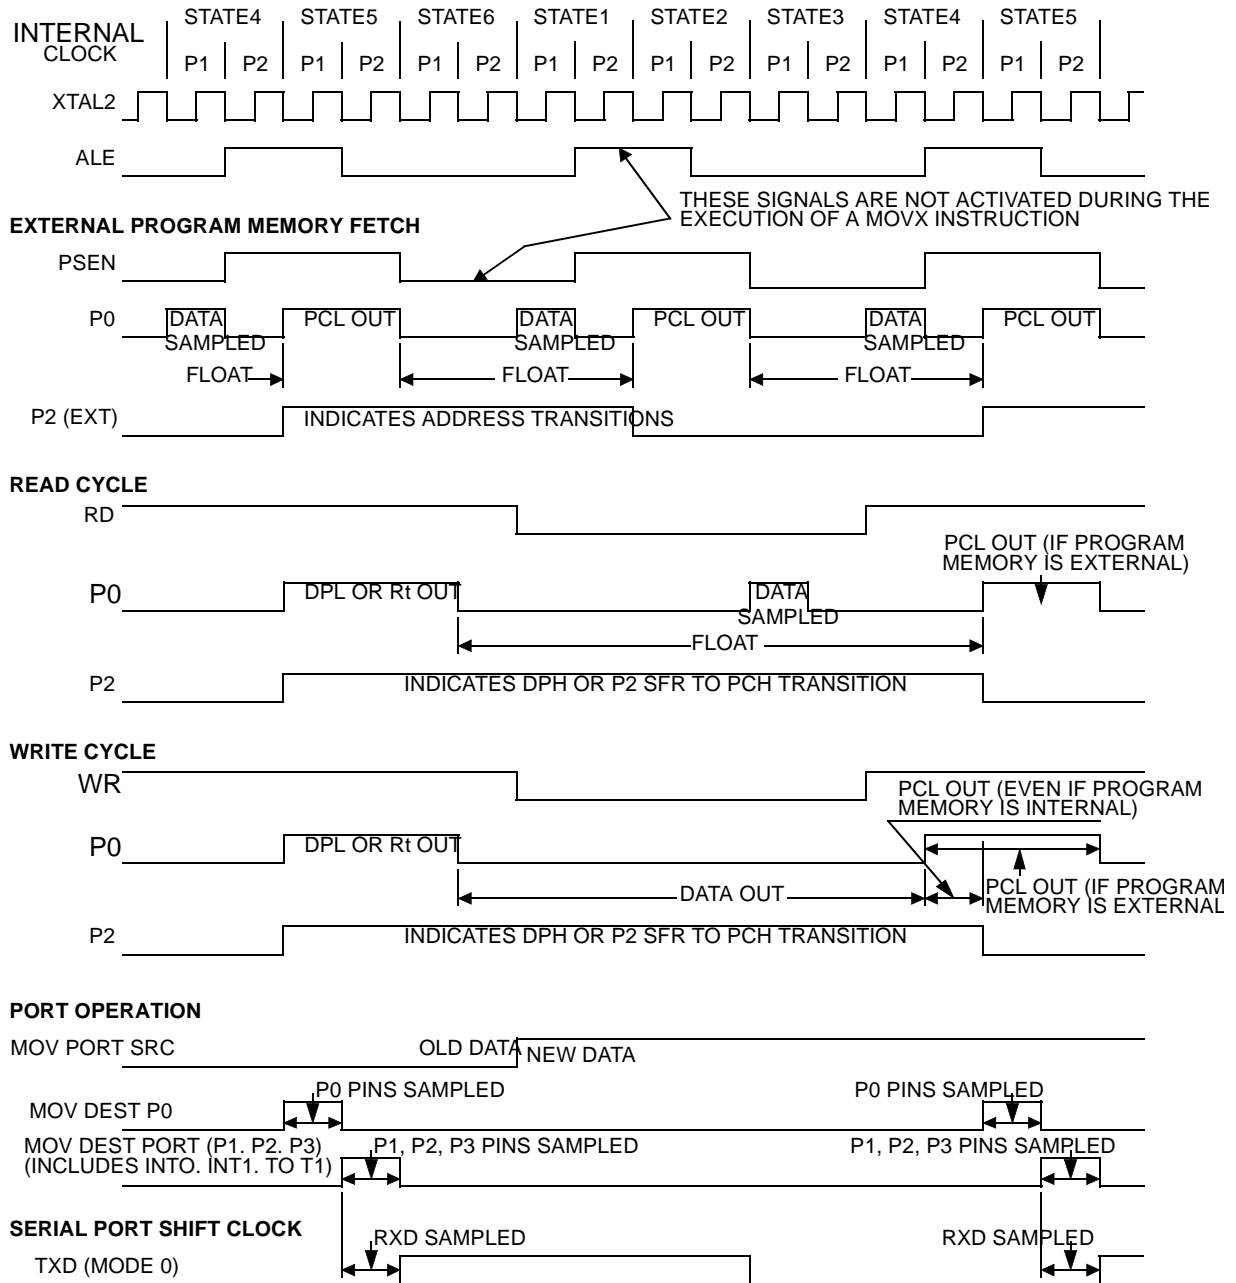 INTERNAL CLOCK
STATE4 STATE5 STATE6 STATE1 STATE2 STATE3 STATE4 STATE5
P1 P2 P1 P2 P1 P2 P1 P2 P1 P2 P1 P2 P1 P2 P1 P2
XTAL2
ALE
THESE SIGNALS ARE NOT ACTIVATED DURING THE
EXECUTION OF A MOVX INSTRUCTION
EXTERNAL PROGRAM MEMORY FETCH
PSEN
P0 DATA SAMPLED PCL OUT DATA SAMPLED PCL OUT DATA SAMPLED PCL OUT
FLOAT FLOAT FLOAT
P2 (EXT) INDICATES ADDRESS TRANSITIONS
READ CYCLE
RD
PCL OUT (IF PROGRAM
MEMORY IS EXTERNAL)
P0 DPL OR Rt OUT DATA
SAMPLED
FLOAT
P2 INDICATES DPH OR P2 SFR TO PCH TRANSITION
WRITE CYCLE
WR
PCL OUT (EVEN IF PROGRAM
MEMORY IS INTERNAL)
P0 DPL OR Rt OUT
DATA OUT
PCL OUT (IF PROGRAM
MEMORY IS EXTERNAL
P2 INDICATES DPH OR P2 SFR TO PCH TRANSITION
PORT OPERATION
MOV PORT SRC OLD DATA NEW DATA
P0 PINS SAMPLED P0 PINS SAMPLED
MOV DEST P0
MOV DEST PORT (P1. P2. P3) P1, P2, P3 PINS SAMPLED P1, P2, P3 PINS SAMPLED
(INCLUDES INTO. INT1. TO T1)
SERIAL PORT SHIFT CLOCK
RXD SAMPLED RXD SAMPLED
TXD (MODE 0)